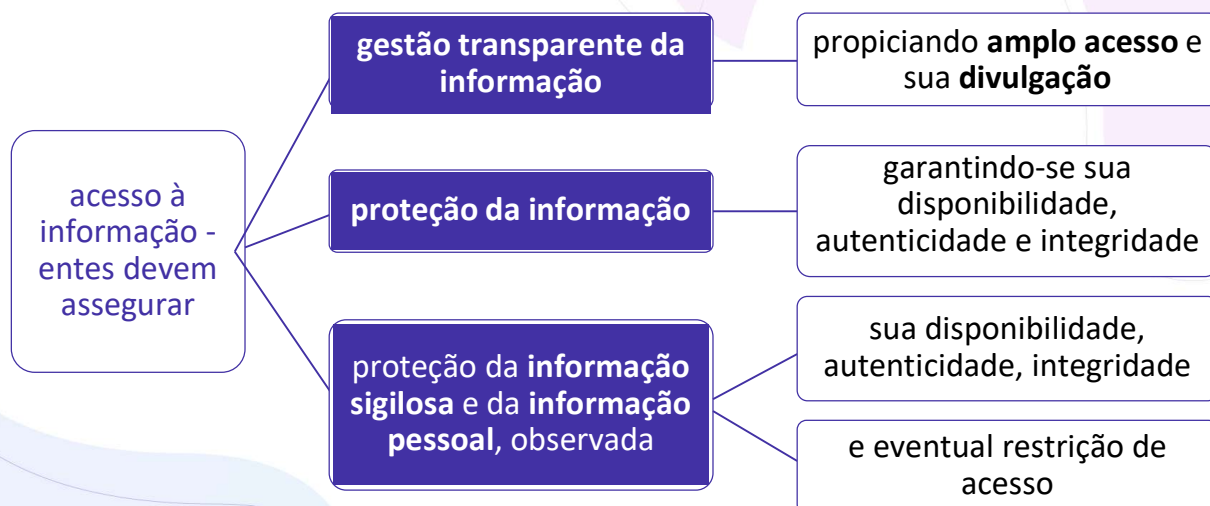 acesso à
informação -
entes devem
assegurar
gestão transparente da
informação
propiciando amplo acesso e
sua divulgação
proteção da informação
garantindo-se sua
disponibilidade,
autenticidade e integridade
proteção da informação
sigilosa e da informação
pessoal, observada
sua disponibilidade,
autenticidade, integridade
e eventual restrição de
acesso